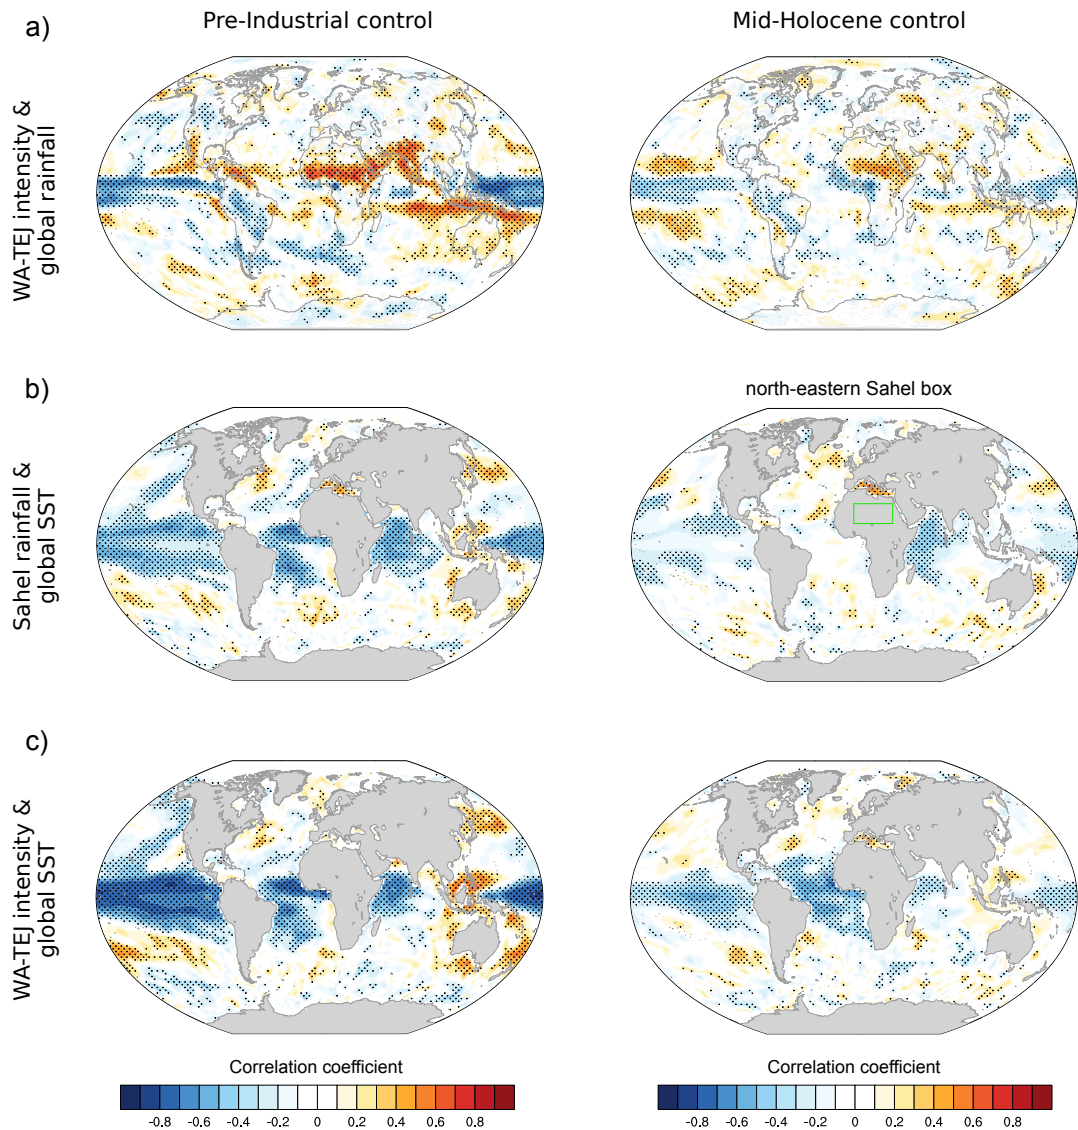 Pre-Industrial control
Mid-Holocene control
a)
WA-TEJ intensity &
global rainfall
b)
north-eastern Sahel box
Sahel rainfall &
global SST
c)
WA-TEJ intensity &
global SST
Correlation coefficient
-0.8 -0.6 -0.4 -0.2 0 0.2 0.4 0.6 0.8
Correlation coefficient
-0.8 -0.6 -0.4 -0.2 0 0.2 0.4 0.6 0.8